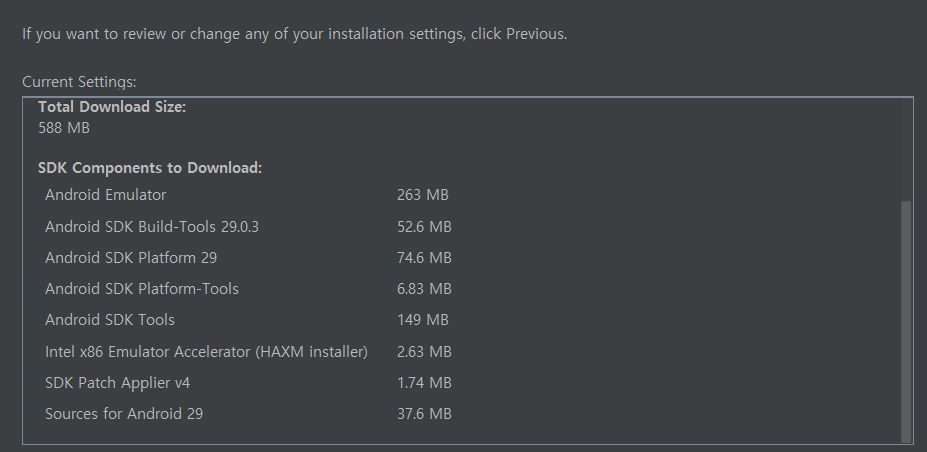 If you want to review or change any of your installation settings, click Previous.
Current Settings:
Total Download Size:
588 MB
SDK Components to Download:
Android Emulator 263 MB
Android SDK Build-Tools 29.0.3 52.6 MB
Android SDK Platform 29 74.6 MB
Android SDK Platform-Tools 6.83 MB
Android SDK Tools 149 MB
Intel x86 Emulator Accelerator (HAXM installer) 2.63 MB
SDK Patch Applier v4 1.74 MB
Sources for Android 29 37.6 MB